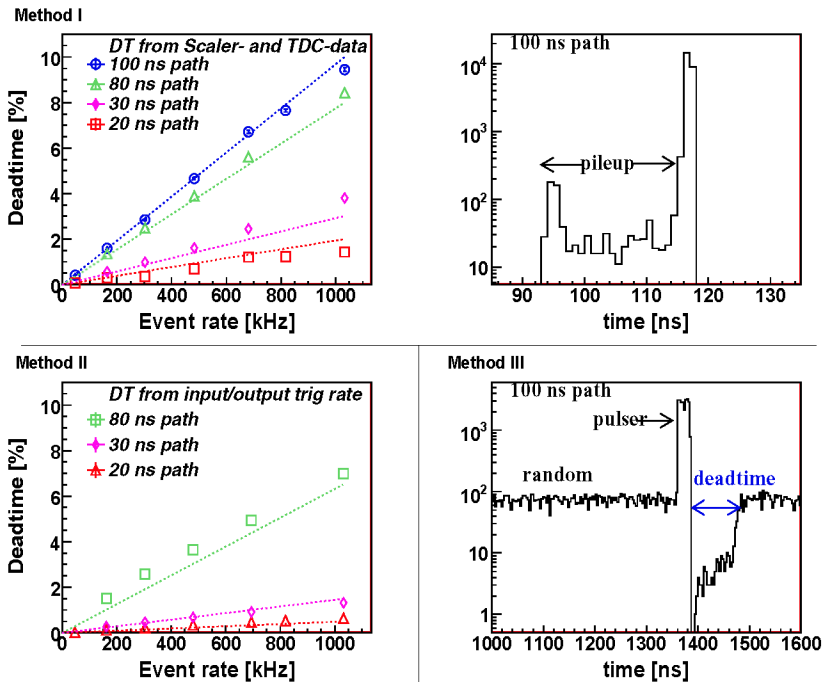 Method I
DT from Scaler- and TDC-data
100 ns path
80 ns path
30 ns path
20 ns path
Deadtime [%]
10
8
6
4
2
0
0 200 400 600 800 1000
Event rate [kHz]
100 ns path
pileup
10^4
10^3
10^2
10
90 100 110 120 130
time [ns]
Method II
DT from input/output trig rate
80 ns path
30 ns path
20 ns path
Deadtime [%]
10
8
6
4
2
0
0 200 400 600 800 1000
Event rate [kHz]
Method III
100 ns path
pulser
random
deadtime
10^3
10^2
10
1
1000 1100 1200 1300 1400 1500 1600
time [ns]